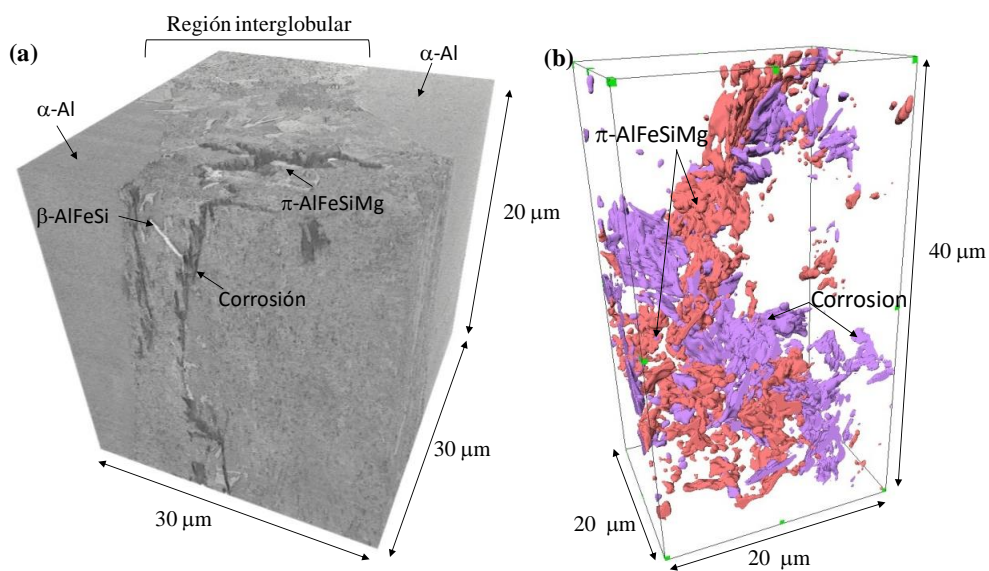 Región interglobular
(a)
α-Al
α-Al
β-AlFeSi
π-AlFeSiMg
Corrosión
20 µm
30 µm
30 µm
(b)
π-AlFeSiMg
Corrosion
40 µm
20 µm
20 µm